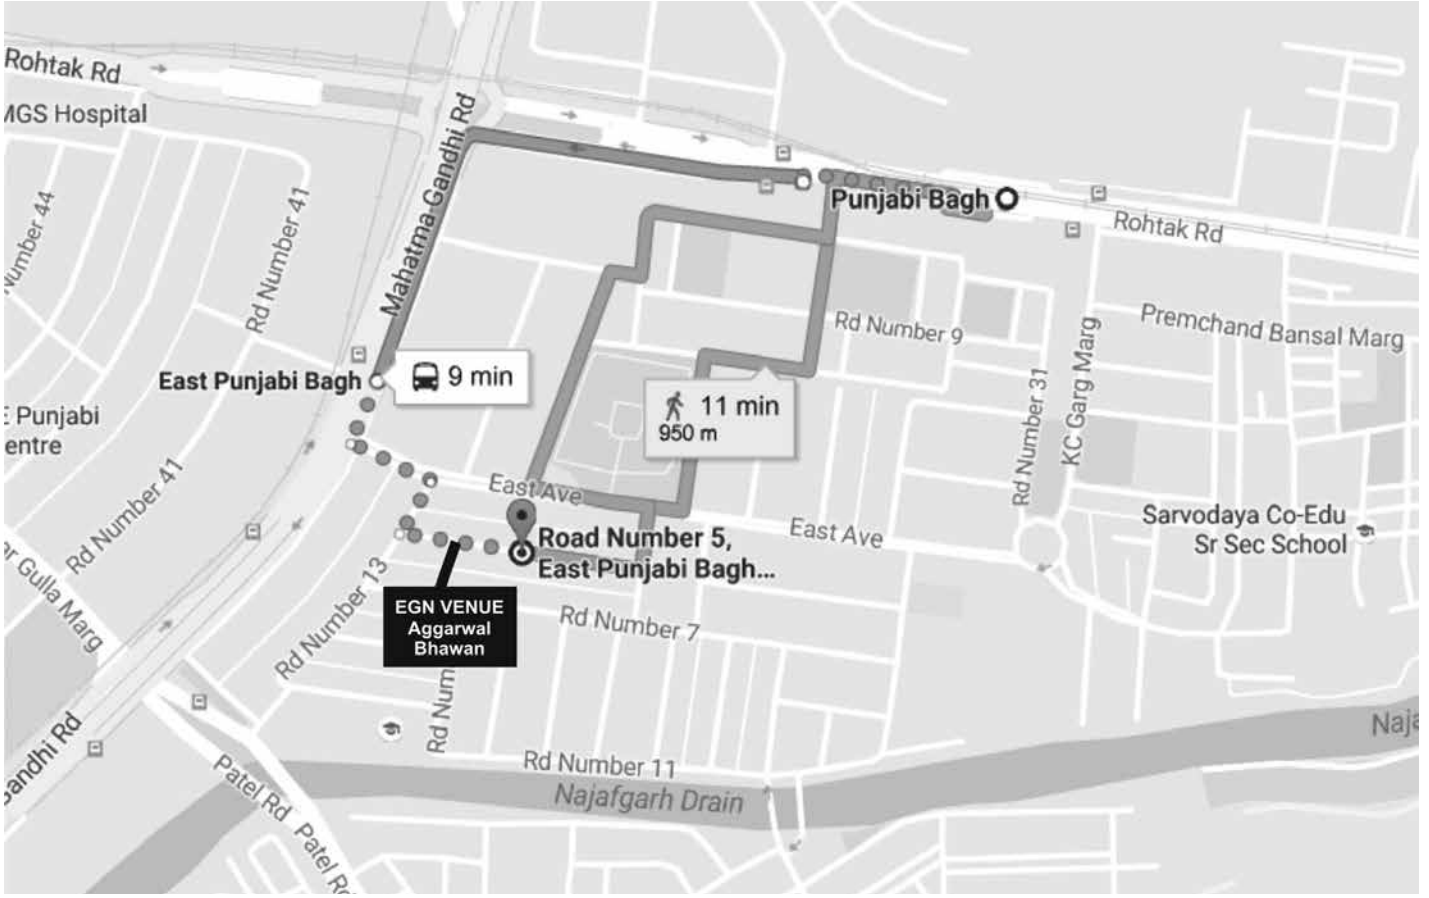 Rohtak Rd
MGS Hospital
Number 44
Rd Number 41
Mahatma Gandhi Rd
Punjabi Bagh
Rohtak Rd
Rd Number 9
Premchand Bansal Marg
KC Garg Marg
Rd Number 31
East Punjabi Bagh
9 min
11 min
950 m
E Punjabi
entre
Rd Number 41
East Ave
East Ave
Sarvodaya Co-Edu
Sr Sec School
Road Number 5,
East Punjabi Bagh...
or Gulla Marg
Rd Number 13
EGN VENUE
Aggarwal
Bhawan
Rd Number 7
Rd Num
Gandhi Rd
Rd Number 11
Najafgarh Drain
Naja
Patel Rd
Patel Rd